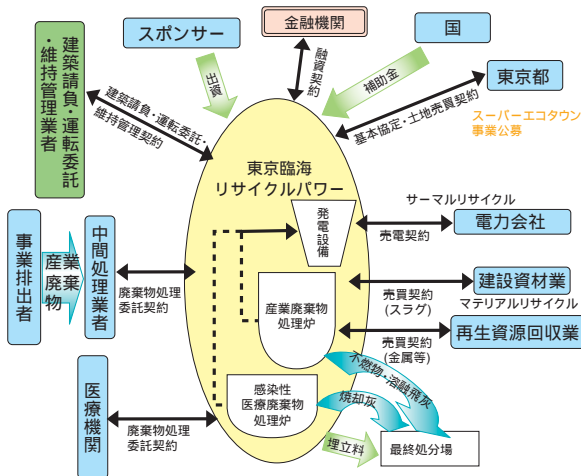 スポンサー
金融機関
国
東京都
スーパーエコタウン
事業公募
建築請負・運転委託
・維持管理業者
出資
融資契約
補助金
建築請負・運転委託・
維持管理契約
基本協定・土地売買契約
東京臨海
リサイクルパワー
発電設備
サーマルリサイクル
電力会社
売電契約
事業排出者
産業
廃棄
物
中間処理業者
廃棄物処理
委託契約
産業廃棄物
処理炉
建設資材業
売買契約
(スラグ)
マテリアルリサイクル
再生資源回収業
売買契約
(金属等)
不燃物・溶融飛灰
医療機関
廃棄物処理
委託契約
感染性
医療廃棄物
処理炉
焼却灰
埋立料
最終処分場